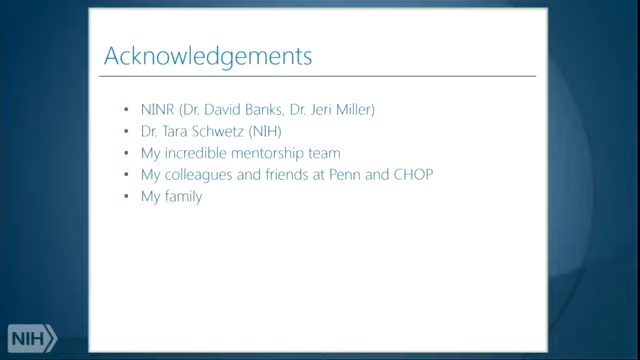 Acknowledgements
• NINR (Dr. David Banks, Dr. Jeri Miller)
• Dr. Tara Schwetz (NIH)
• My incredible mentorship team
• My colleagues and friends at Penn and CHOP
• My family
NIH